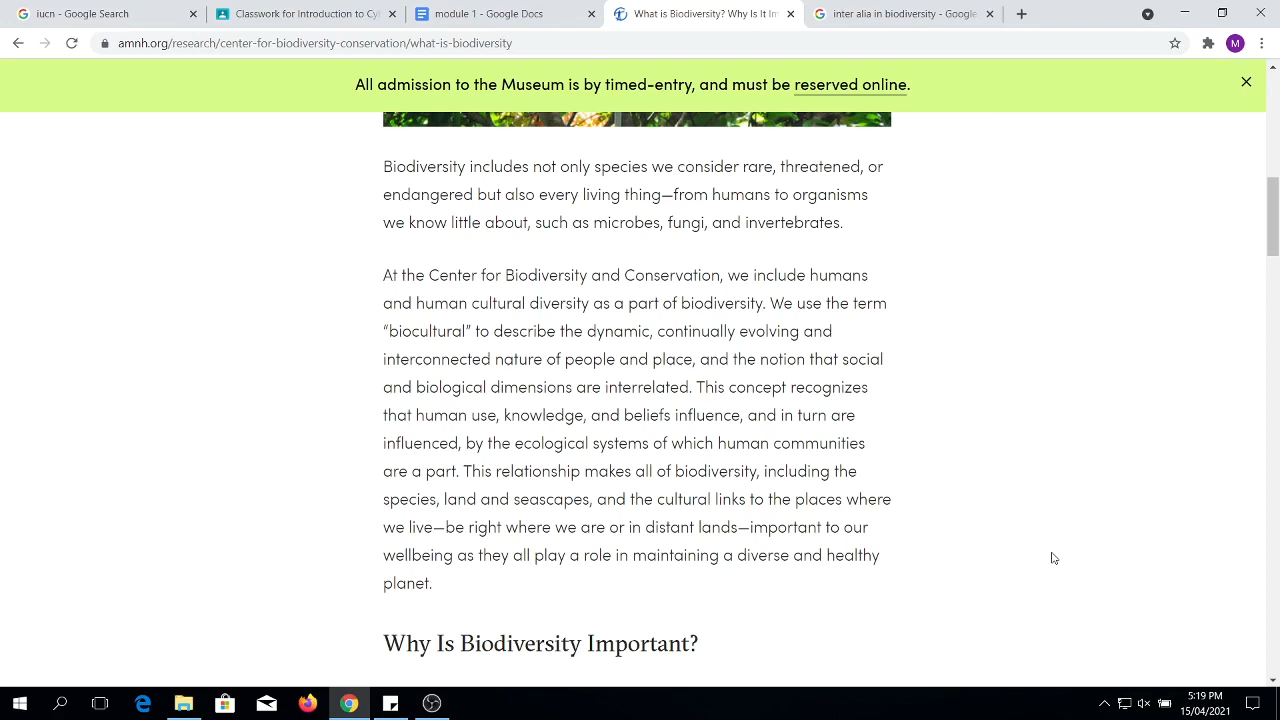 iucn - Google Search
Classwork for Introduction to Cyb
module 1 - Google Docs
What is Biodiversity? Why Is It Im
inter alia in biodiversity - Google
amnh.org/research/center-for-biodiversity-conservation/what-is-biodiversity
M
All admission to the Museum is by timed-entry, and must be reserved online.
Biodiversity includes not only species we consider rare, threatened, or
endangered but also every living thing—from humans to organisms
we know little about, such as microbes, fungi, and invertebrates.
At the Center for Biodiversity and Conservation, we include humans
and human cultural diversity as a part of biodiversity. We use the term
“biocultural” to describe the dynamic, continually evolving and
interconnected nature of people and place, and the notion that social
and biological dimensions are interrelated. This concept recognizes
that human use, knowledge, and beliefs influence, and in turn are
influenced, by the ecological systems of which human communities
are a part. This relationship makes all of biodiversity, including the
species, land and seascapes, and the cultural links to the places where
we live—be right where we are or in distant lands—important to our
wellbeing as they all play a role in maintaining a diverse and healthy
planet.
Why Is Biodiversity Important?
5:19 PM
15/04/2021